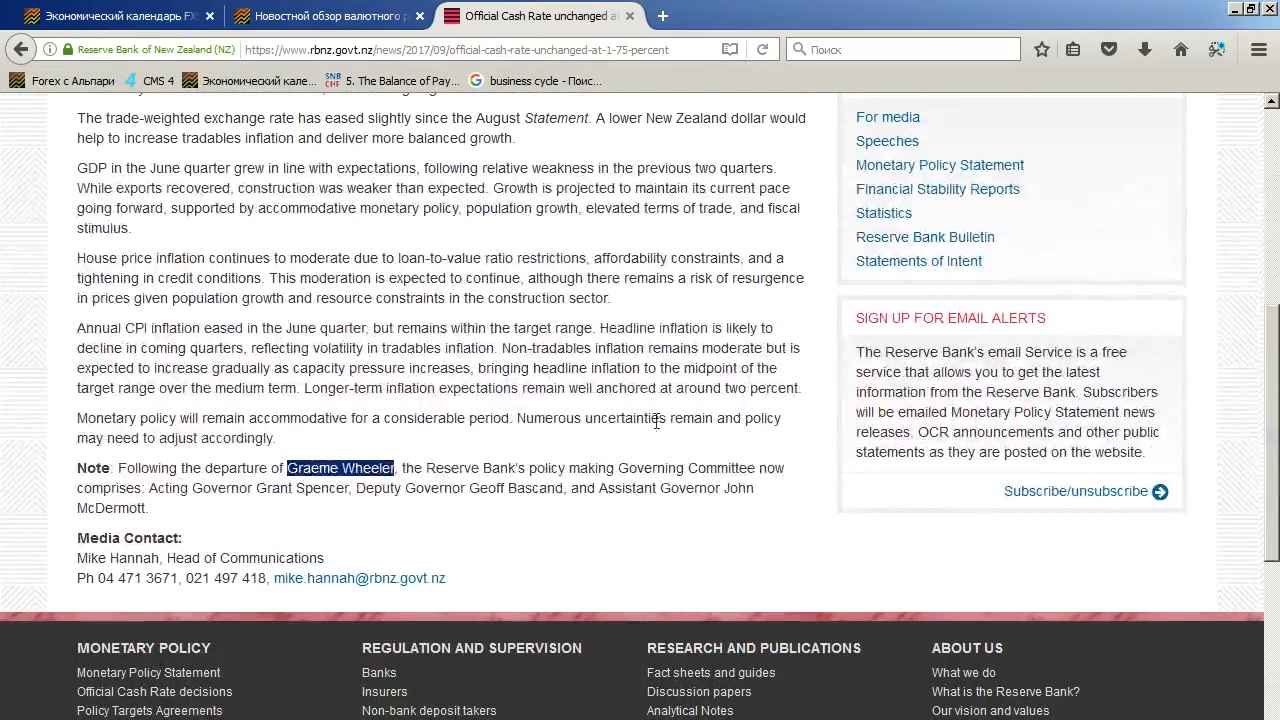 Экономический календарь FX
Новостной обзор валютного р
Official Cash Rate unchanged at
Reserve Bank of New Zealand (NZ)
https://www.rbnz.govt.nz/news/2017/09/official-cash-rate-unchanged-at-1-75-percent
Поиск
Forex с Альпари
CMS 4
Экономический кале...
SNB CHF 5. The Balance of Pay...
business cycle - Поис...
The trade-weighted exchange rate has eased slightly since the August Statement. A lower New Zealand dollar would
help to increase tradables inflation and deliver more balanced growth.
GDP in the June quarter grew in line with expectations, following relative weakness in the previous two quarters.
While exports recovered, construction was weaker than expected. Growth is projected to maintain its current pace
going forward, supported by accommodative monetary policy, population growth, elevated terms of trade, and fiscal
stimulus.
House price inflation continues to moderate due to loan-to-value ratio restrictions, affordability constraints, and a
tightening in credit conditions. This moderation is expected to continue, although there remains a risk of resurgence
in prices given population growth and resource constraints in the construction sector.
Annual CPI inflation eased in the June quarter, but remains within the target range. Headline inflation is likely to
decline in coming quarters, reflecting volatility in tradables inflation. Non-tradables inflation remains moderate but is
expected to increase gradually as capacity pressure increases, bringing headline inflation to the midpoint of the
target range over the medium term. Longer-term inflation expectations remain well anchored at around two percent.
Monetary policy will remain accommodative for a considerable period. Numerous uncertainties remain and policy
may need to adjust accordingly.
Note: Following the departure of Graeme Wheeler, the Reserve Bank's policy making Governing Committee now
comprises: Acting Governor Grant Spencer, Deputy Governor Geoff Bascand, and Assistant Governor John
McDermott.
Media Contact:
Mike Hannah, Head of Communications
Ph 04 471 3671, 021 497 418, mike.hannah@rbnz.govt.nz
For media
Speeches
Monetary Policy Statement
Financial Stability Reports
Statistics
Reserve Bank Bulletin
Statements of Intent
SIGN UP FOR EMAIL ALERTS
The Reserve Bank's email Service is a free
service that allows you to get the latest
information from the Reserve Bank. Subscribers
will be emailed Monetary Policy Statement news
releases, OCR announcements and other public
statements as they are posted on the website.
Subscribe/unsubscribe
MONETARY POLICY
Monetary Policy Statement
Official Cash Rate decisions
Policy Targets Agreements
REGULATION AND SUPERVISION
Banks
Insurers
Non-bank deposit takers
RESEARCH AND PUBLICATIONS
Fact sheets and guides
Discussion papers
Analytical Notes
ABOUT US
What we do
What is the Reserve Bank?
Our vision and values